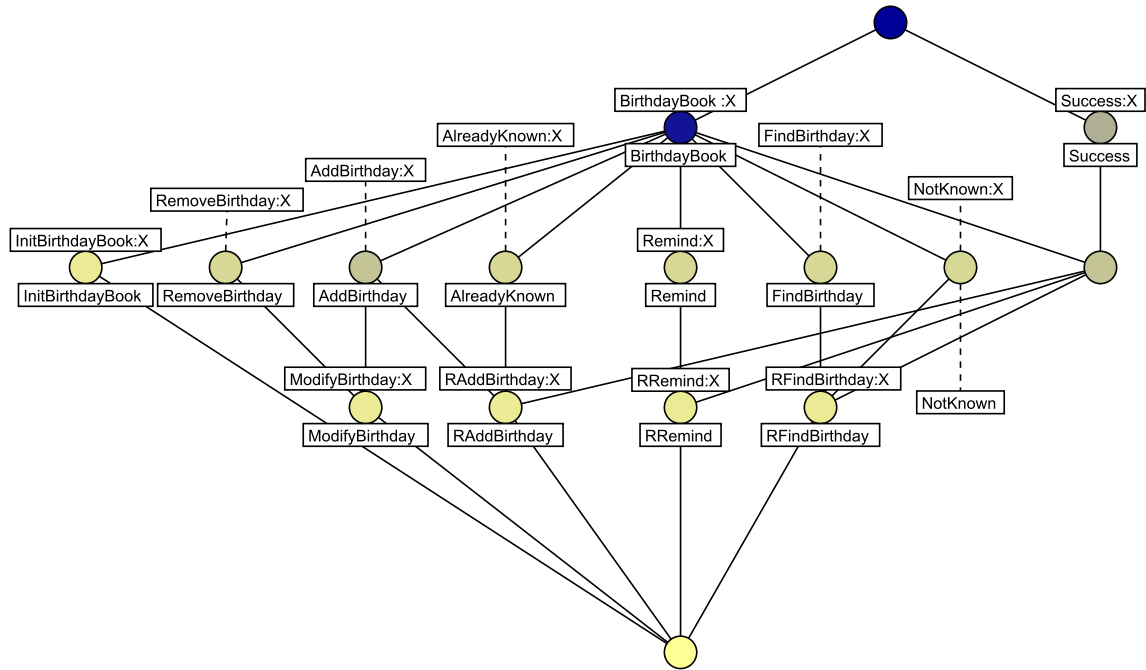 BirthdayBook :X
Success:X
AlreadyKnown:X
FindBirthday:X
BirthdayBook
Success
AddBirthday:X
RemoveBirthday:X
NotKnown:X
InitBirthdayBook:X
Remind:X
InitBirthdayBook
RemoveBirthday
AddBirthday
AlreadyKnown
Remind
FindBirthday
ModifyBirthday:X
RAddBirthday:X
RRemind:X
RFindBirthday:X
NotKnown
ModifyBirthday
RAddBirthday
RRemind
RFindBirthday